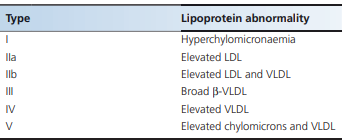 Type Lipoprotein abnormality
I Hyperchylomicronaemia
IIa Elevated LDL
IIb Elevated LDL and VLDL
III Broad β-VLDL
IV Elevated VLDL
V Elevated chylomicrons and VLDL